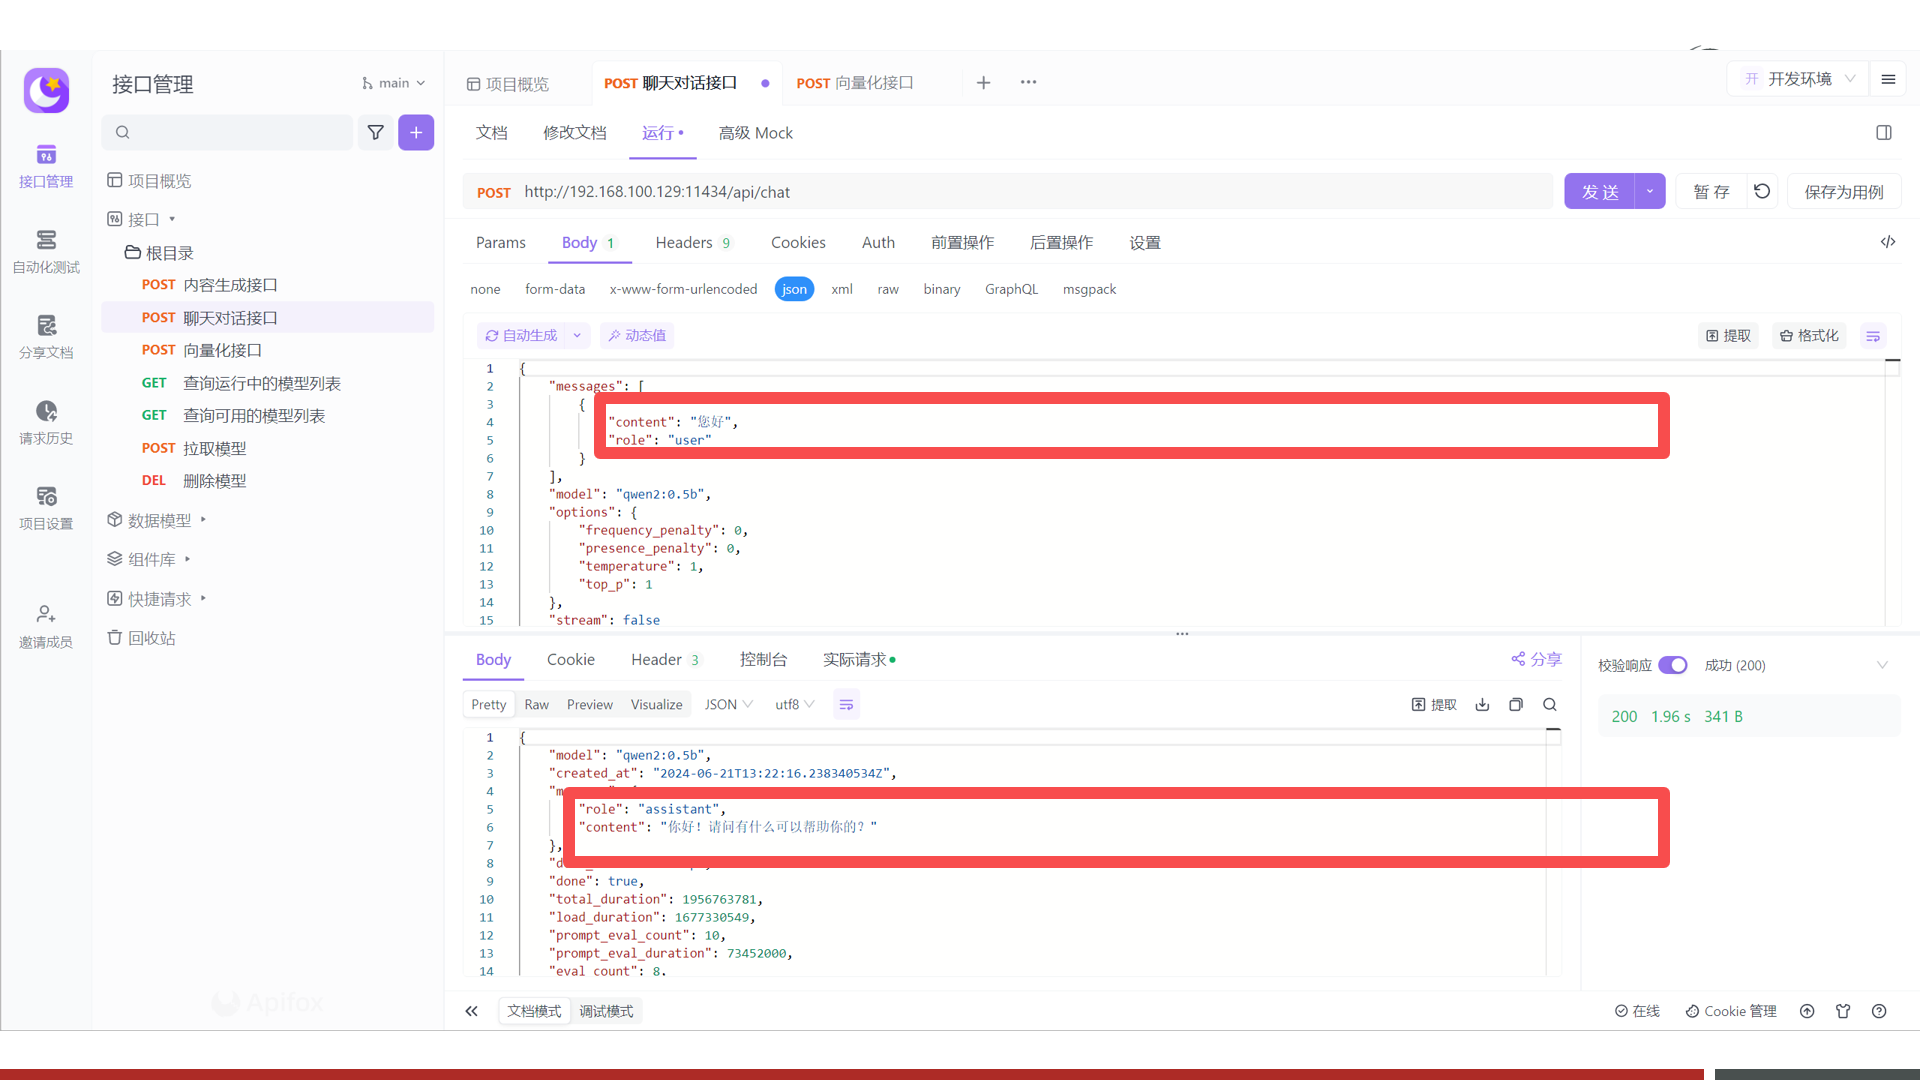 接口管理
main
项目概览
POST 聊天对话接口
POST 向量化接口
开 开发环境
文档
修改文档
运行
高级 Mock
接口管理
自动化测试
分享文档
请求历史
项目设置
邀请成员
项目概览
接口
根目录
POST 内容生成接口
POST 聊天对话接口
POST 向量化接口
GET 查询运行中的模型列表
GET 查询可用的模型列表
POST 拉取模型
DEL 删除模型
数据模型
组件库
快捷请求
回收站
Apifox
POST http://192.168.100.129:11434/api/chat
发 送
暂 存
保存为用例
Params
Body 1
Headers 9
Cookies
Auth
前置操作
后置操作
设置
none
form-data
x-www-form-urlencoded
json
xml
raw
binary
GraphQL
msgpack
自动生成
动态值
提取
格式化
1 {
2 "messages": [
3 {
4 "content": "您好",
5 "role": "user"
6 }
7 ],
8 "model": "qwen2:0.5b",
9 "options": {
10 "frequency_penalty": 0,
11 "presence_penalty": 0,
12 "temperature": 1,
13 "top_p": 1
14 },
15 "stream": false
Body
Cookie
Header 3
控制台
实际请求
分享
校验响应
成功 (200)
Pretty
Raw
Preview
Visualize
JSON
utf8
提取
200 1.96 s 341 B
1 {
2 "model": "qwen2:0.5b",
3 "created_at": "2024-06-21T13:22:16.238340534Z",
4
5 "role": "assistant",
6 "content": "你好！请问有什么可以帮助你的？"
7 },
8
9 "done": true,
10 "total_duration": 1956763781,
11 "load_duration": 1677330549,
12 "prompt_eval_count": 10,
13 "prompt_eval_duration": 73452000,
14 "eval_count": 8,
文档模式
调试模式
在线
Cookie 管理